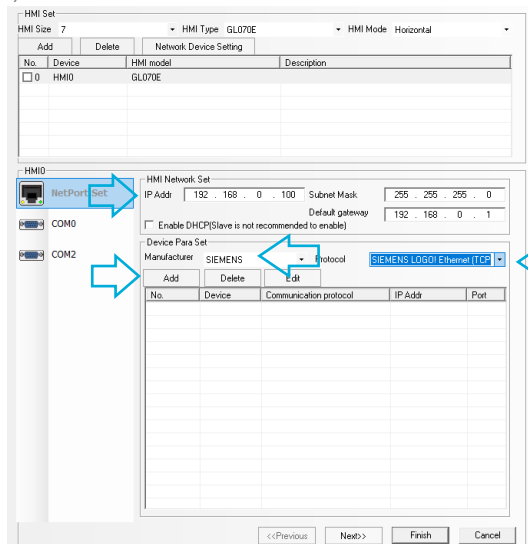 HMI Set
HMI Size 7 HMI Type GL070E HMI Mode Horizontal
Add Delete Network Device Setting
No. Device HMI model Description
0 HMI0 GL070E
HMI0
NetPort Set
COM0
COM2
HMI Network Set
IP Addr 192 . 168 . 0 . 100 Subnet Mask 255 . 255 . 255 . 0
Default gateway 192 . 168 . 0 . 1
Enable DHCP(Slave is not recommended to enable)
Device Para Set
Manufacturer SIEMENS Protocol SIEMENS LOGO! Ethernet (TCP
Add Delete Edit
No. Device Communication protocol IP Addr Port
<<Previous Next>> Finish Cancel